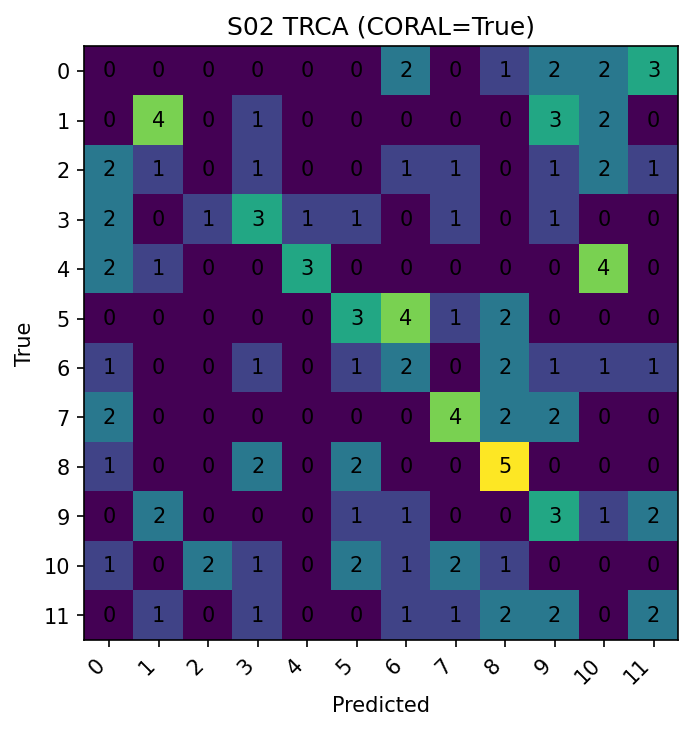 S02 TRCA (CORAL=True)
0 0 0 0 0 0 0 2 0 1 2 2 3
1 0 4 0 1 0 0 0 0 0 3 2 0
2 2 1 0 1 0 0 1 1 0 1 2 1
3 2 0 1 3 1 1 0 1 0 1 0 0
4 2 1 0 0 3 0 0 0 0 0 4 0
5 0 0 0 0 0 3 4 1 2 0 0 0
6 1 0 0 1 0 1 2 0 2 1 1 1
7 2 0 0 0 0 0 0 4 2 2 0 0
8 1 0 0 2 0 2 0 0 5 0 0 0
9 0 2 0 0 0 1 1 0 0 3 1 2
10 1 0 2 1 0 2 1 2 1 0 0 0
11 0 1 0 1 0 0 1 1 2 2 0 2
0 1 2 3 4 5 6 7 8 9 10 11
True
Predicted